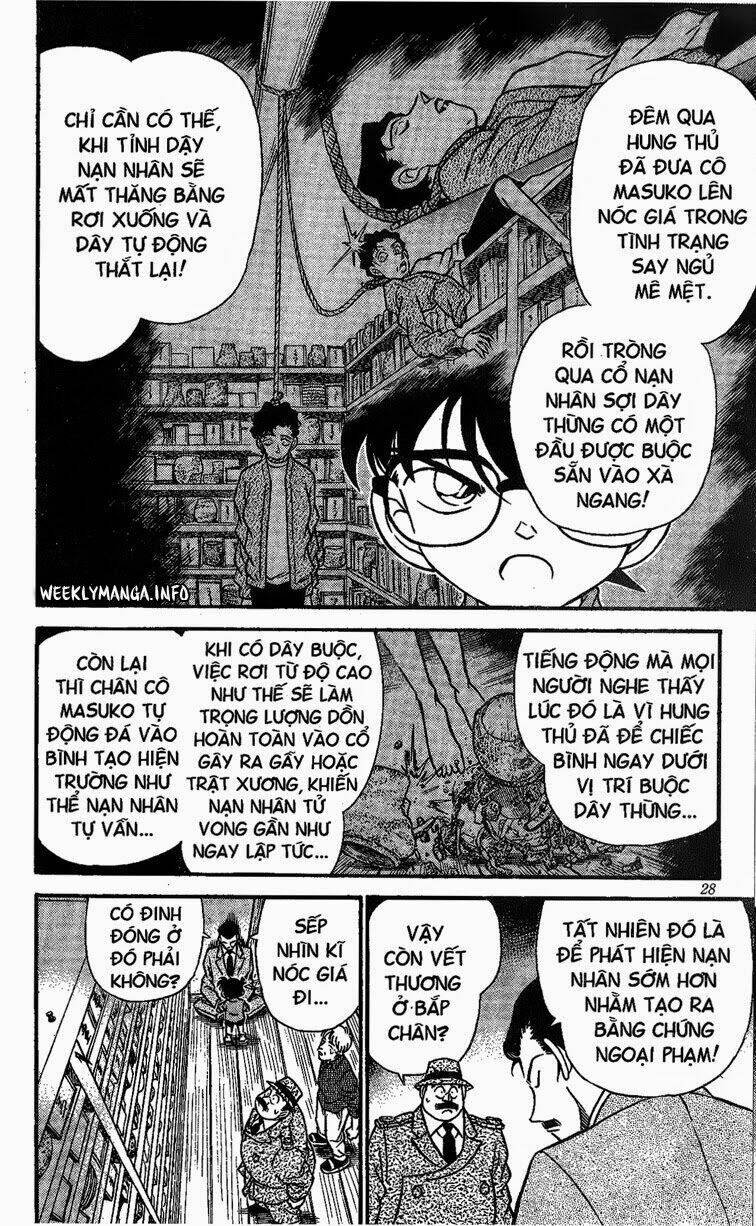 ĐÊM QUA
HUNG THỦ
ĐÃ ĐƯA CÔ
MASUKO LÊN
NÓC GIÁ TRONG
TÌNH TRẠNG
SAY NGỦ
MÊ MỆT.
RỒI TRÒNG
QUA CỔ NẠN
NHÂN SỢI DÂY
THỪNG CÓ MỘT
ĐẦU ĐƯỢC BUỘC
SẴN VÀO XÀ
NGANG!
CHỈ CẦN CÓ THẾ,
KHI TỈNH DẬY
NẠN NHÂN SẼ
MẤT THĂNG BẰNG
RƠI XUỐNG VÀ
DÂY TỰ ĐỘNG
THẮT LẠI!
WEEKLYMANGA.INFO
TIẾNG ĐỘNG MÀ MỌI
NGƯỜI NGHE THẤY
LÚC ĐÓ LÀ VÌ HUNG
THỦ ĐÃ ĐỂ CHIẾC
BÌNH NGAY DƯỚI
VỊ TRÍ BUỘC
DÂY THỪNG...
KHI CÓ DÂY BUỘC,
VIỆC RƠI TỪ ĐỘ CAO
NHƯ THẾ SẼ LÀM
TRỌNG LƯỢNG DỒN
HOÀN TOÀN VÀO CỔ
GÂY RA GẪY HOẶC
TRẬT XƯƠNG, KHIẾN
NẠN NHÂN TỬ
VONG GẦN NHƯ
NGAY LẬP TỨC...
CÒN LẠI
THÌ CHÂN CÔ
MASUKO TỰ
ĐỘNG ĐÁ VÀO
BÌNH TẠO HIỆN
TRƯỜNG NHƯ
THỂ NẠN NHÂN
TỰ VẤN...
28
TẤT NHIÊN ĐÓ LÀ
ĐỂ PHÁT HIỆN NẠN
NHÂN SỚM HƠN
NHẰM TẠO RA
BẰNG CHỨNG
NGOẠI PHẠM!
VẬY
CÒN VẾT
THƯƠNG
Ở BẮP
CHÂN?
SẾP
NHÌN KĨ
NÓC GIÁ
ĐI...
CÓ ĐINH
ĐÓNG Ở
ĐÓ PHẢI
KHÔNG?